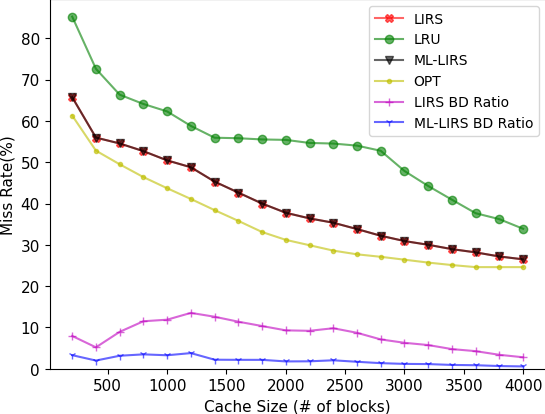 LIRS
LRU
ML-LIRS
OPT
LIRS BD Ratio
ML-LIRS BD Ratio
Miss Rate(%)
80
70
60
50
40
30
20
10
0
500 1000 1500 2000 2500 3000 3500 4000
Cache Size (# of blocks)